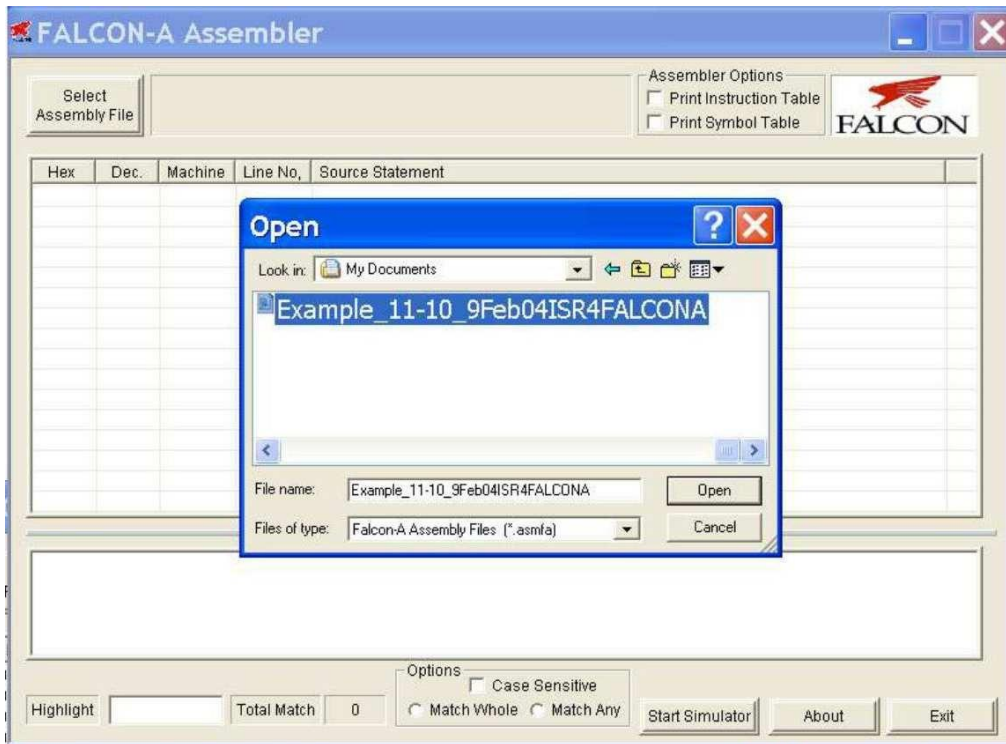 FALCON-A Assembler
Select
Assembly File
Assembler Options
Print Instruction Table
Print Symbol Table
FALCON
Hex Dec. Machine Line No, Source Statement
Open
Look in: My Documents
Example_11-10_9Feb04ISR4FALCONA
File name: Example_11-10_9Feb04ISR4FALCONA Open
Files of type: Falcon-A Assembly Files (*.asmfa) Cancel
Options
Case Sensitive
Highlight Total Match 0 Match Whole Match Any Start Simulator About Exit